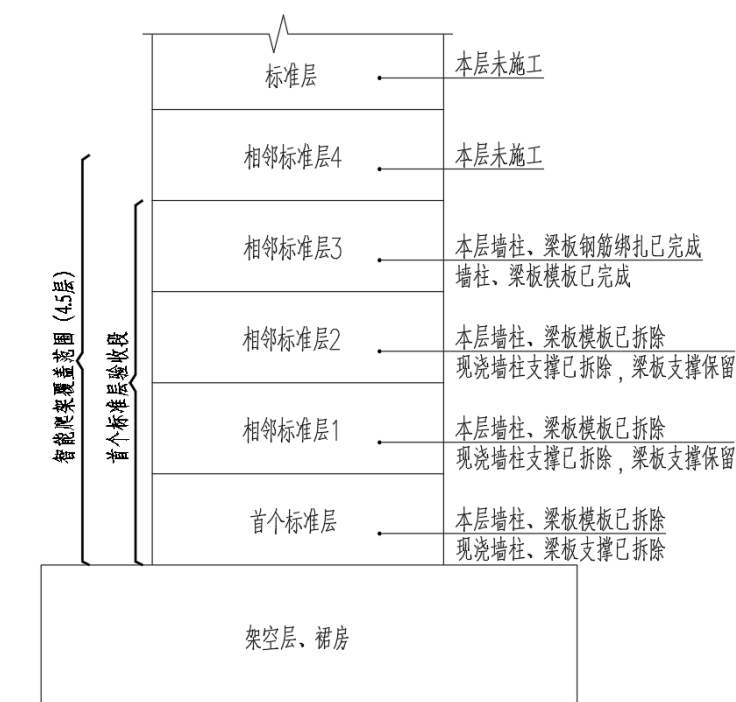 标准层
本层未施工
相邻标准层4
本层未施工
相邻标准层3
本层墙柱、梁板钢筋绑扎已完成
墙柱、梁板模板已完成
相邻标准层2
本层墙柱、梁板模板已拆除
现浇墙柱支撑已拆除，梁板支撑保留
相邻标准层1
本层墙柱、梁板模板已拆除
现浇墙柱支撑已拆除，梁板支撑保留
首个标准层
本层墙柱、梁板模板已拆除
现浇墙柱、梁板支撑已拆除
架空层、裙房
智能爬架覆盖范围（4.5层）
首个标准层验收段